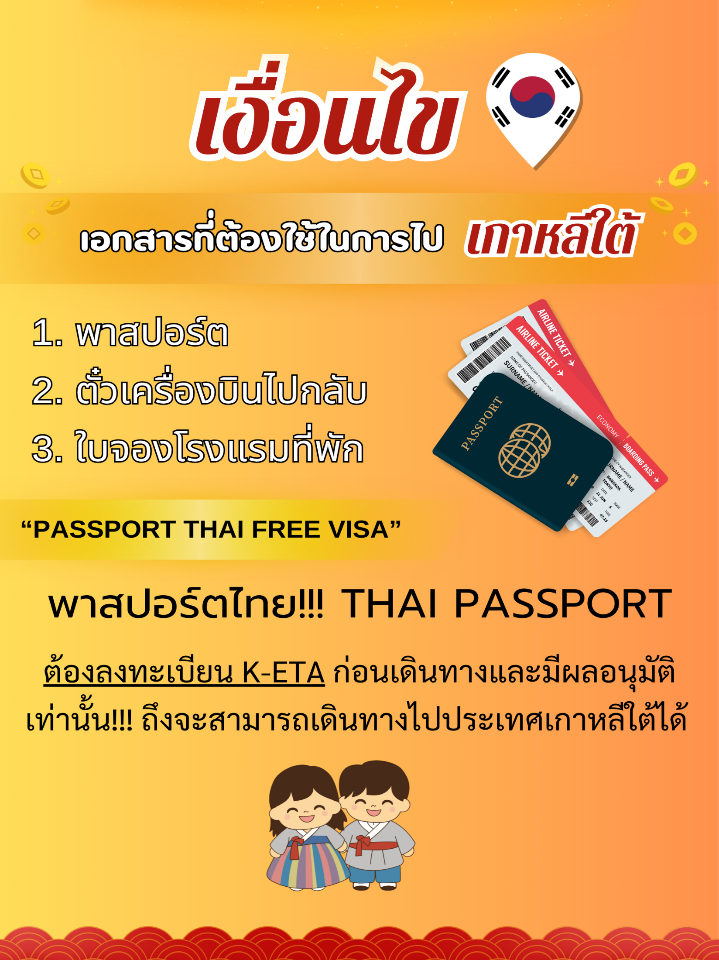 เงื่อนไข
เอกสารที่ต้องใช้ในการไป เกาหลีใต้
1. พาสปอร์ต
2. ตั๋วเครื่องบินไปกลับ
3. ใบจองโรงแรมที่พัก
AIRLINE TICKET
AIRLINE TICKET
ECONOMY
BOARDING PASS
PASSPORT
“PASSPORT THAI FREE VISA”
พาสปอร์ตไทย!!! THAI PASSPORT
ต้องลงทะเบียน K-ETA ก่อนเดินทางและมีผลอนุมัติ
เท่านั้น!!! ถึงจะสามารถเดินทางไปประเทศเกาหลีใต้ได้